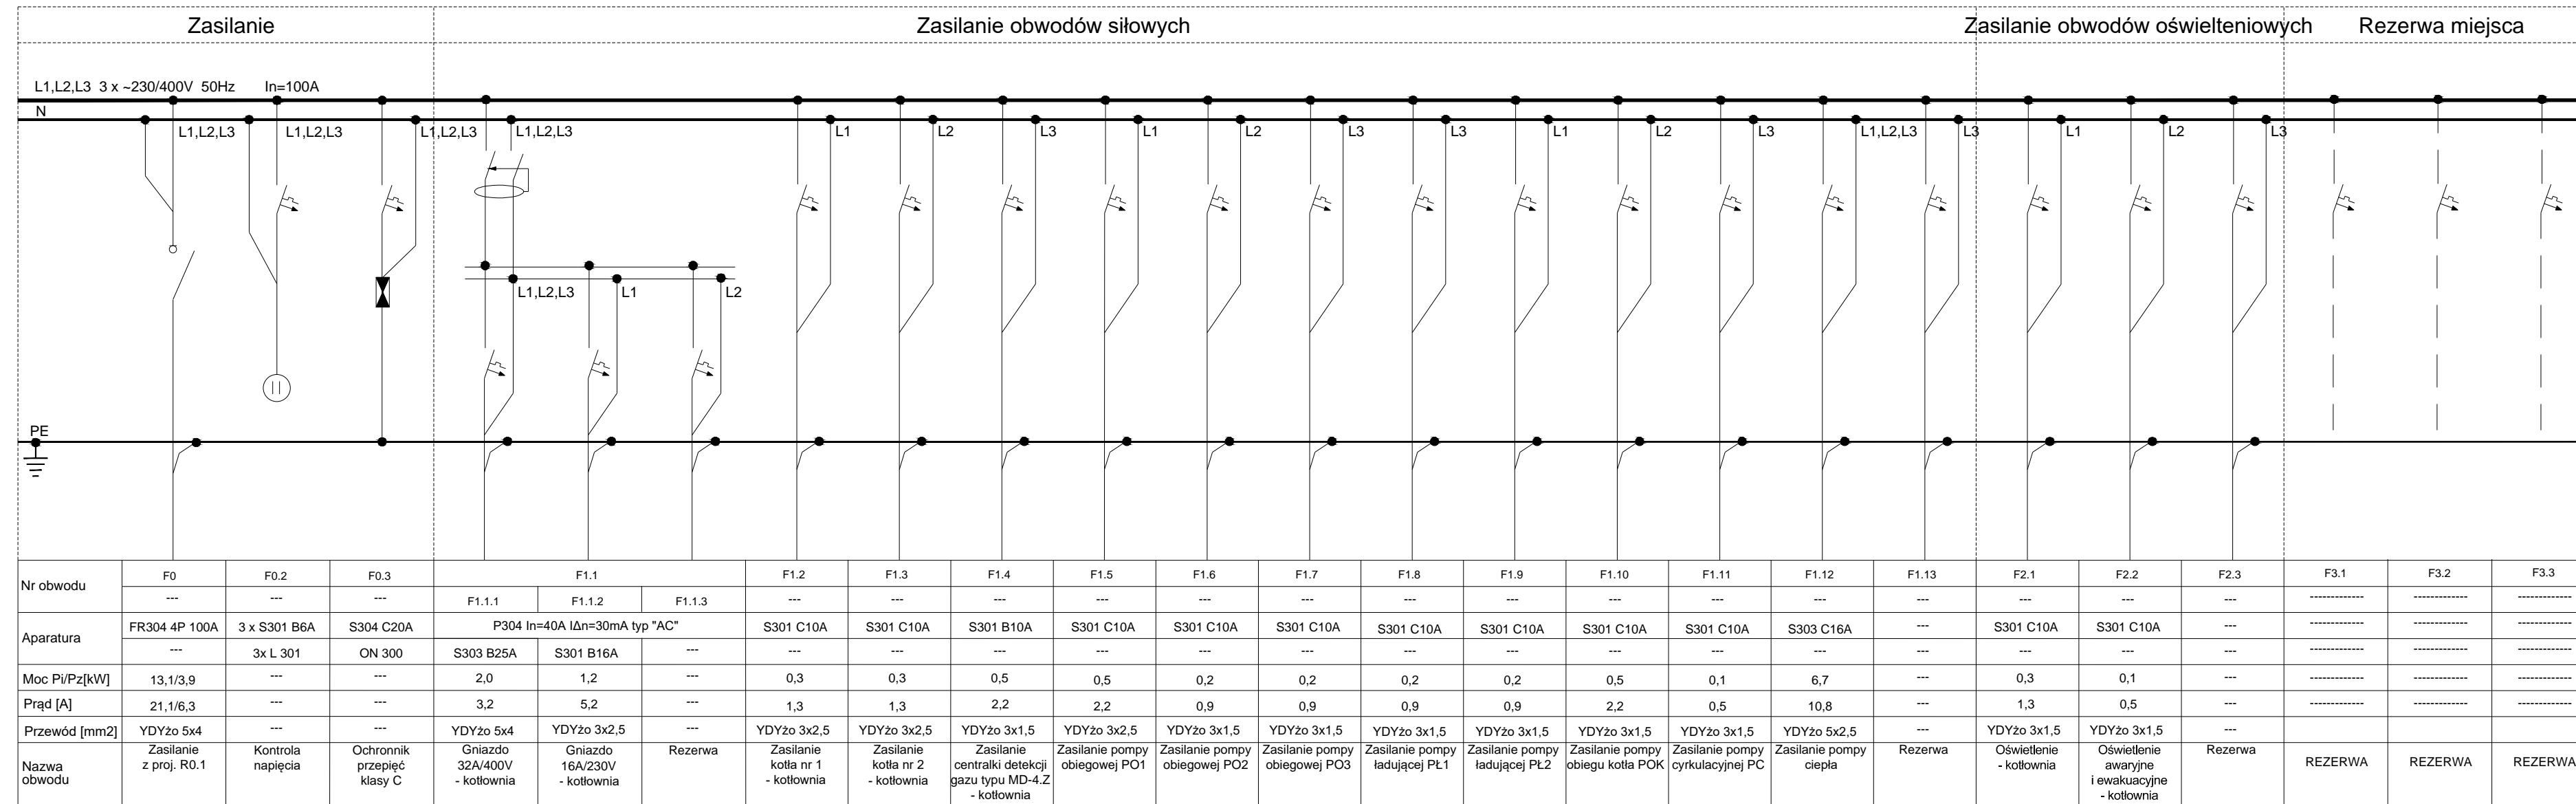 Zasilanie
Zasilanie obwodów siłowych
Zasilanie obwodów oświelteniowych
Rezerwa miejsca
L1,L2,L3 3 x ~230/400V 50Hz In=100A
N
L1,L2,L3 L1,L2,L3 L1,L2,L3 L1,L2,L3 L1 L2 L3 L1 L2 L3 L3 L1 L2 L3 L1,L2,L3 L3 L1 L2 L3
L1,L2,L3 L1 L2
PE
Nr obwodu F0 F0.2 F0.3 F1.1 F1.2 F1.3 F1.4 F1.5 F1.6 F1.7 F1.8 F1.9 F1.10 F1.11 F1.12 F1.13 F2.1 F2.2 F2.3 F3.1 F3.2 F3.3
--- --- --- F1.1.1 F1.1.2 F1.1.3 --- --- --- --- --- --- --- --- --- --- --- --- --- --- --- ------------- ------------- -------------
Aparatura FR304 4P 100A 3 x S301 B6A S304 C20A P304 In=40A IΔn=30mA typ "AC" S301 C10A S301 C10A S301 B10A S301 C10A S301 C10A S301 C10A S301 C10A S301 C10A S301 C10A S301 C10A S303 C16A --- S301 C10A S301 C10A --- ------------- ------------- -------------
--- 3x L 301 ON 300 S303 B25A S301 B16A --- --- --- --- --- --- --- --- --- --- --- --- --- --- --- --- ------------- ------------- -------------
Moc Pi/Pz[kW] 13,1/3,9 --- --- 2,0 1,2 --- 0,3 0,3 0,5 0,5 0,2 0,2 0,2 0,2 0,5 0,1 6,7 --- 0,3 0,1 --- ------------- ------------- -------------
Prąd [A] 21,1/6,3 --- --- 3,2 5,2 --- 1,3 1,3 2,2 2,2 0,9 0,9 0,9 0,9 2,2 0,5 10,8 --- 1,3 0,5 --- ------------- ------------- -------------
Przewód [mm2] YDYżo 5x4 --- --- YDYżo 5x4 YDYżo 3x2,5 --- YDYżo 3x2,5 YDYżo 3x2,5 YDYżo 3x1,5 YDYżo 3x2,5 YDYżo 3x1,5 YDYżo 3x1,5 YDYżo 3x1,5 YDYżo 3x1,5 YDYżo 3x1,5 YDYżo 3x1,5 YDYżo 5x2,5 --- YDYżo 3x1,5 YDYżo 3x1,5 ---
Nazwa
obwodu
Zasilanie
z proj. R0.1
Kontrola
napięcia
Ochronnik
przepięć
klasy C
Gniazdo
32A/400V
- kotłownia
Gniazdo
16A/230V
- kotłownia
Rezerwa
Zasilanie
kotła nr 1
- kotłownia
Zasilanie
kotła nr 2
- kotłownia
Zasilanie
centralki detekcji
gazu typu MD-4.Z
- kotłownia
Zasilanie pompy
obiegowej PO1
Zasilanie pompy
obiegowej PO2
Zasilanie pompy
obiegowej PO3
Zasilanie pompy
ładującej PŁ1
Zasilanie pompy
ładującej PŁ2
Zasilanie pompy
obiegu kotła POK
Zasilanie pompy
cyrkulacyjnej PC
Zasilanie pompy
ciepła
Rezerwa
Oświetlenie
- kotłownia
Oświetlenie
awaryjne
i ewakuacyjne
- kotłownia
Rezerwa
REZERWA
REZERWA
REZERWA